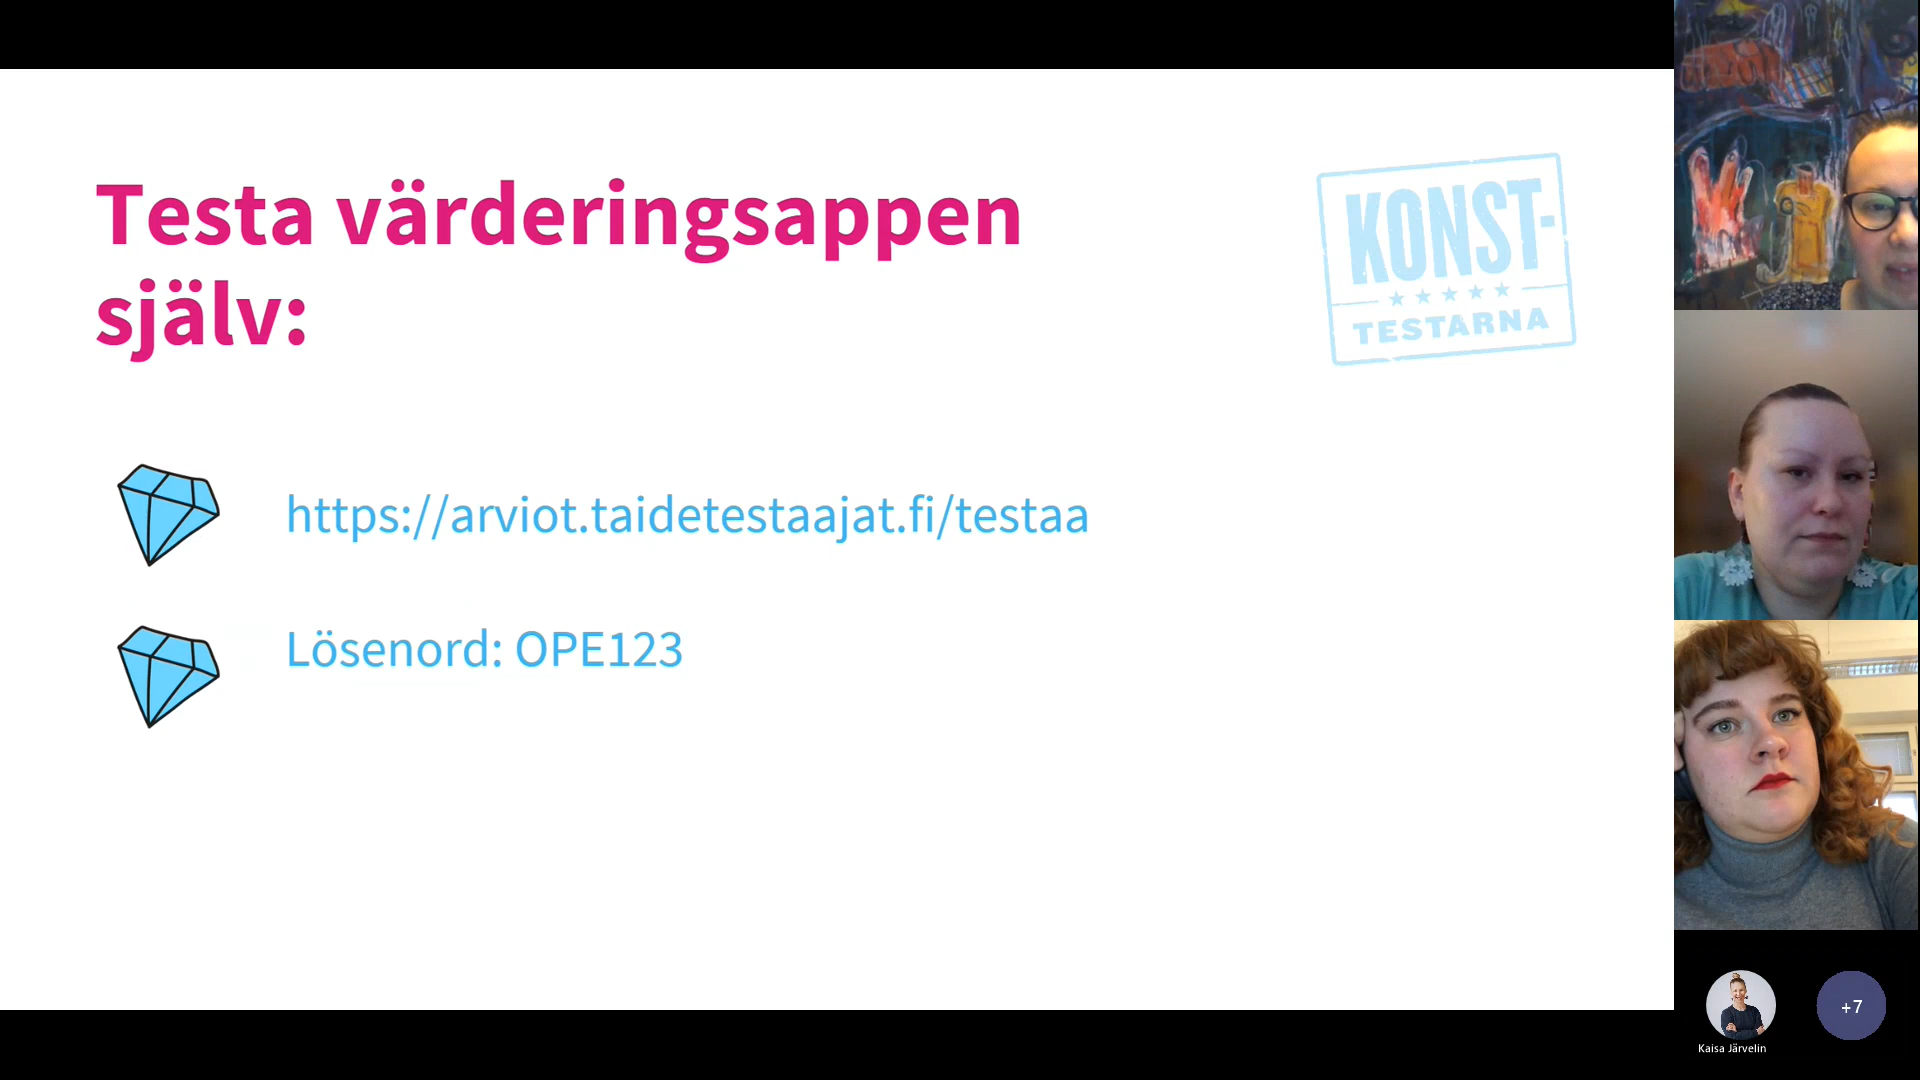 Testa värderingsappen
själv:
KONST-
TESTARNA
https://arviot.taidetestaajat.fi/testaa
Lösenord: OPE123
+7
Kaisa Järvelin